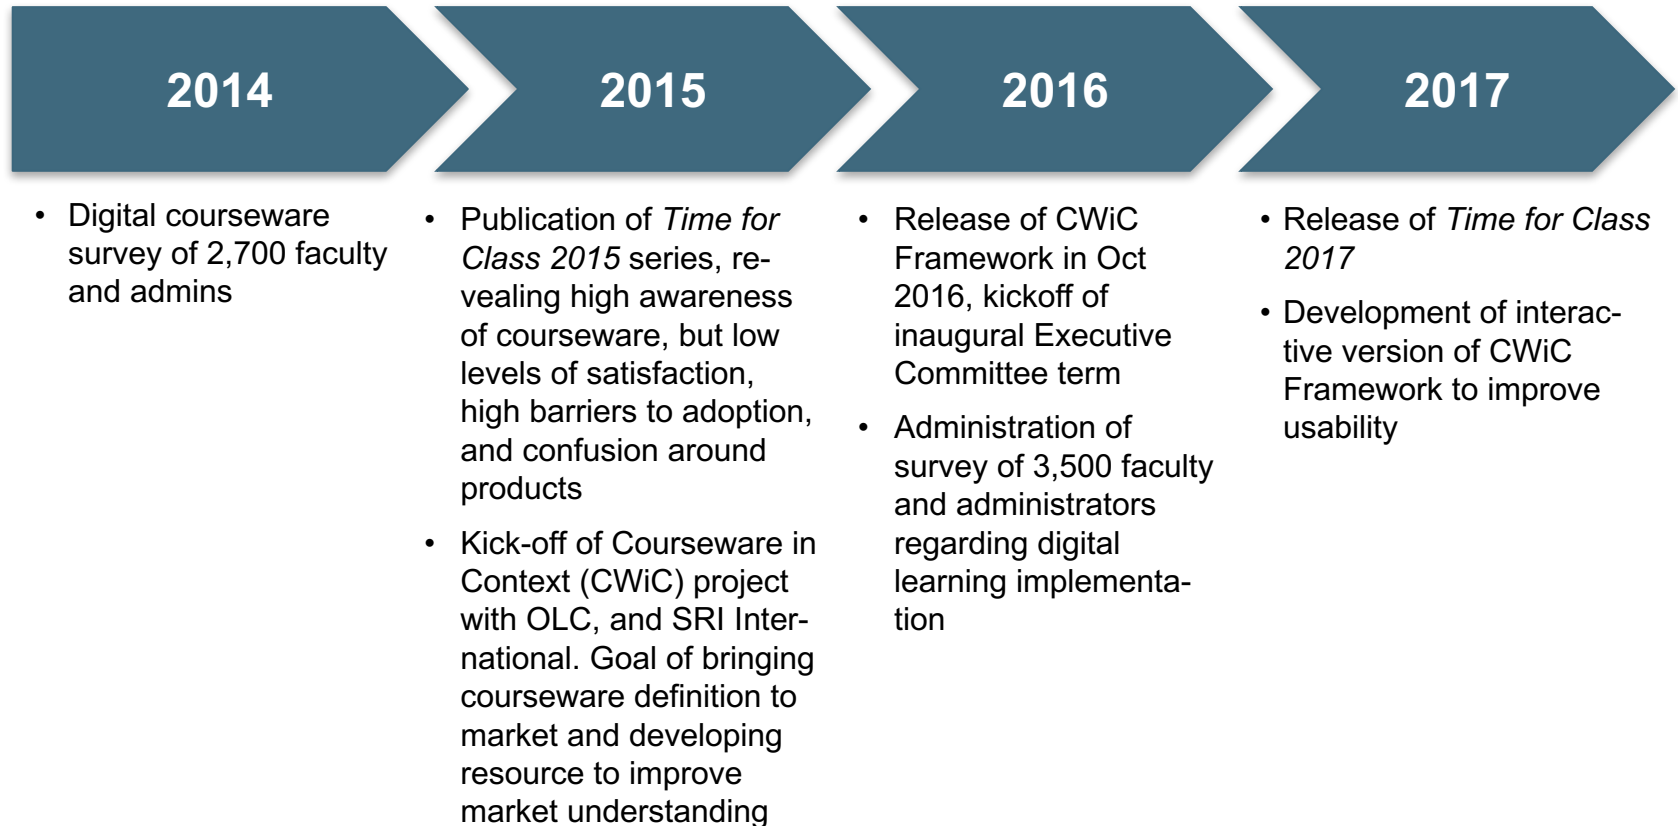 2014
2015
2016
2017
• Digital courseware
survey of 2,700 faculty
and admins
• Publication of Time for
Class 2015 series, re-
vealing high awareness
of courseware, but low
levels of satisfaction,
high barriers to adoption,
and confusion around
products
• Kick-off of Courseware in
Context (CWiC) project
with OLC, and SRI Inter-
national. Goal of bringing
courseware definition to
market and developing
resource to improve
market understanding
• Release of CWiC
Framework in Oct
2016, kickoff of
inaugural Executive
Committee term
• Administration of
survey of 3,500 faculty
and administrators
regarding digital
learning implementa-
tion
• Release of Time for Class
2017
• Development of interac-
tive version of CWiC
Framework to improve
usability